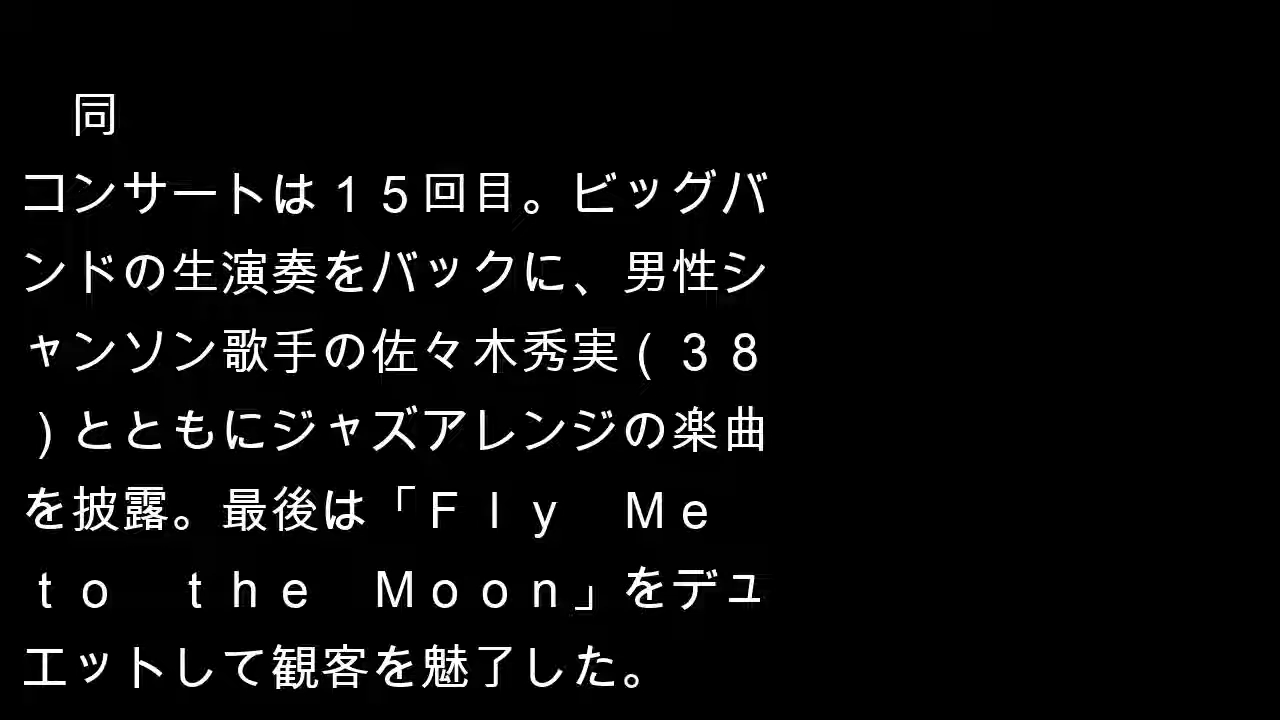 同
コンサートは１５回目。ビッグバ
ンドの生演奏をバックに、男性シ
ャンソン歌手の佐々木秀実（３８
）とともにジャズアレンジの楽曲
を披露。最後は「Ｆｌｙ　Ｍｅ
ｔｏ　ｔｈｅ　Ｍｏｏｎ」をデュ
エットして観客を魅了した。